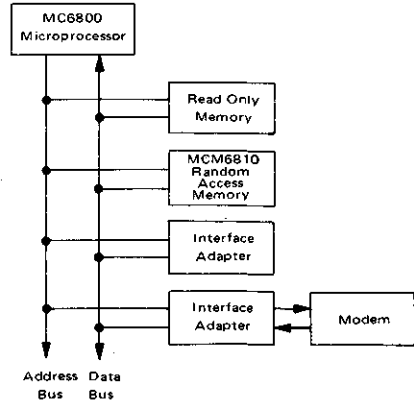 MC6800
Microprocessor
Read Only
Memory
MCM6810
Random
Access
Memory
Interface
Adapter
Interface
Adapter
Modem
Address Data
Bus Bus